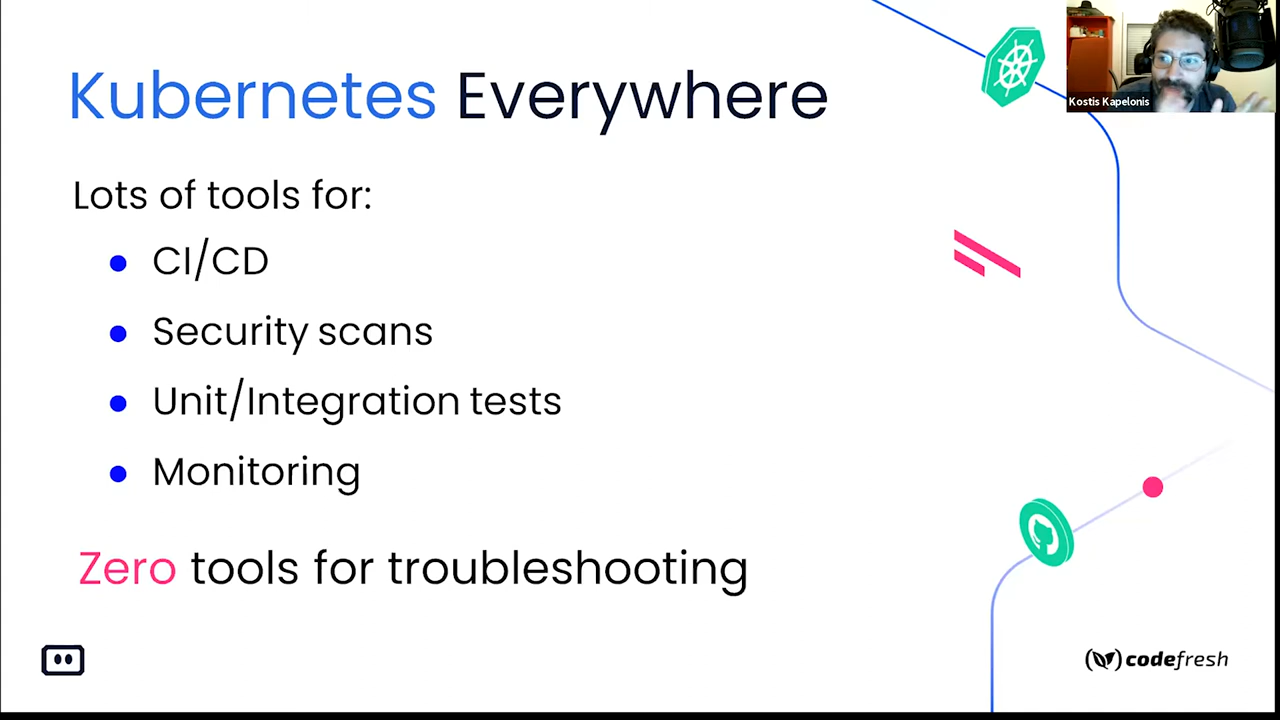 Kubernetes Everywhere
Kostis Kapelonis
Lots of tools for:
CI/CD
Security scans
Unit/Integration tests
Monitoring
Zero tools for troubleshooting
codefresh